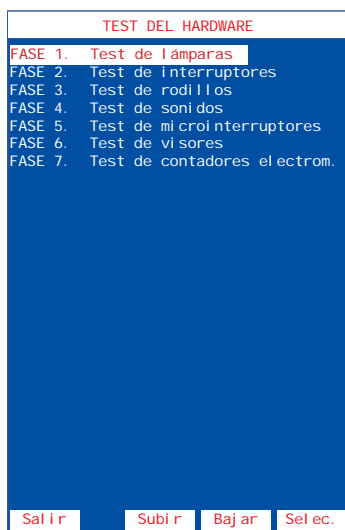 TEST DEL HARDWARE
FASE 1. Test de lámparas
FASE 2. Test de interruptores
FASE 3. Test de rodillos
FASE 4. Test de sonidos
FASE 5. Test de microinterruptores
FASE 6. Test de visores
FASE 7. Test de contadores electrom.
Salir Subir Bajar Selec.